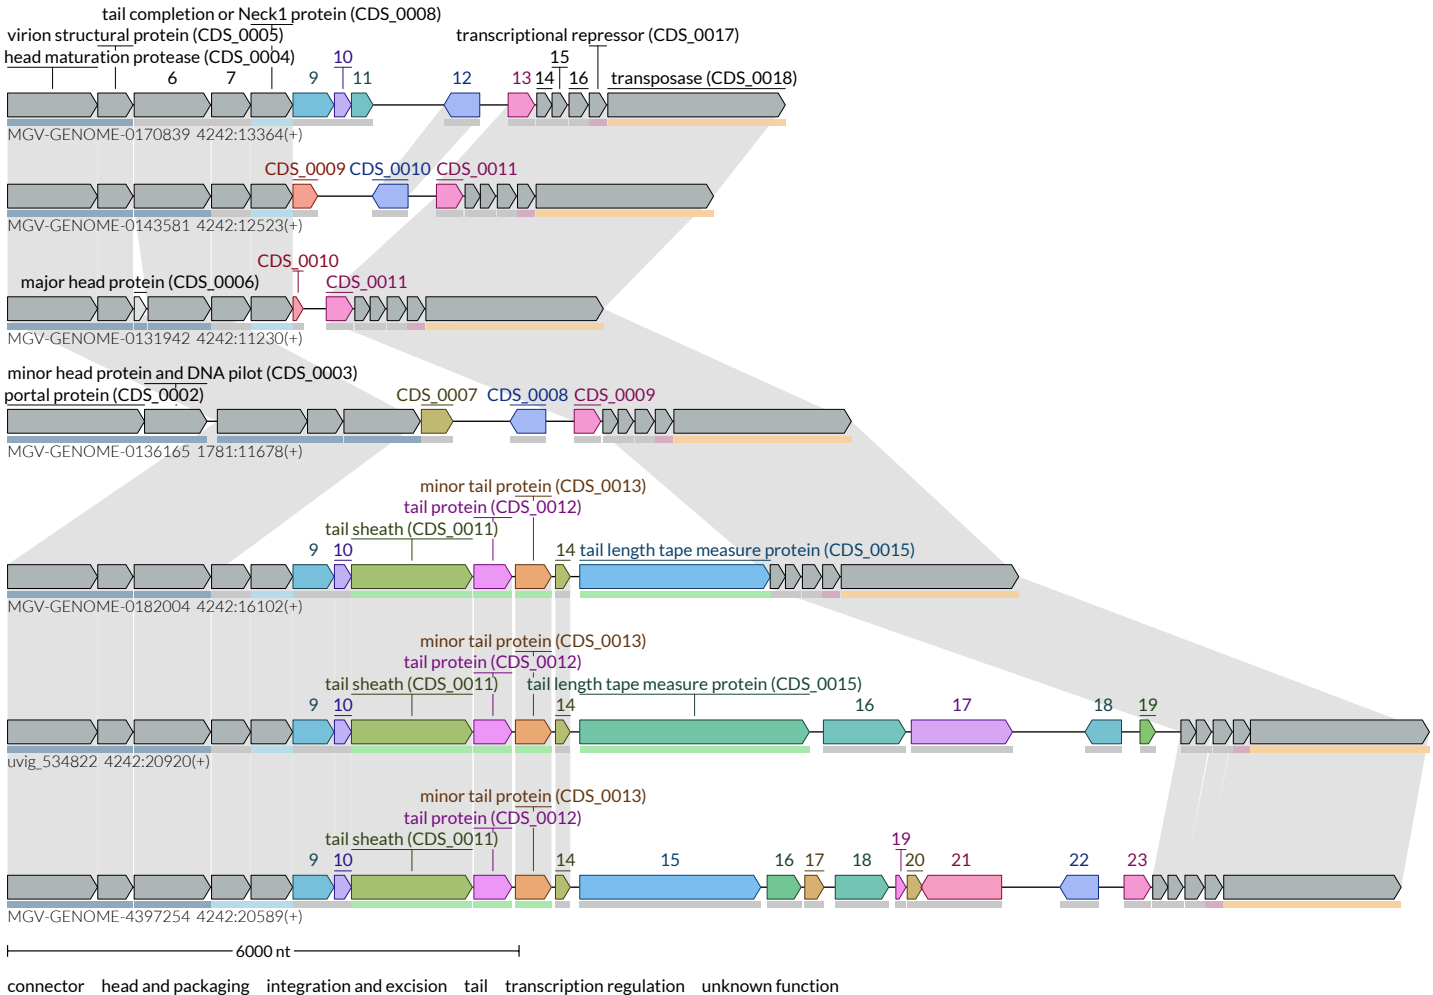 tail completion or Neck1 protein (CDS_0008)
virion structural protein (CDS_0005) transcriptional repressor (CDS_0017)
head maturation protease (CDS_0004) 10 15
6 7 9 11 12 13 14 16 transposase (CDS_0018)
MGV-GENOME-0170839 4242:13364(+)
CDS_0009 CDS_0010 CDS_0011
MGV-GENOME-0143581 4242:12523(+)
CDS_0010
major head protein (CDS_0006) CDS_0011
MGV-GENOME-0131942 4242:11230(+)
minor head protein and DNA pilot (CDS_0003)
portal protein (CDS_0002) CDS_0007 CDS_0008 CDS_0009
MGV-GENOME-0136165 1781:11678(+)
minor tail protein (CDS_0013)
tail protein (CDS_0012)
tail sheath (CDS_0011)
9 10 14 tail length tape measure protein (CDS_0015)
MGV-GENOME-0182004 4242:16102(+)
minor tail protein (CDS_0013)
tail protein (CDS_0012)
tail sheath (CDS_0011) tail length tape measure protein (CDS_0015)
9 10 14 16 17 18 19
uvig_534822 4242:20920(+)
minor tail protein (CDS_0013)
tail protein (CDS_0012)
tail sheath (CDS_0011) 19
9 10 14 15 16 17 18 20 21 22 23
MGV-GENOME-4397254 4242:20589(+)
6000 nt
connector head and packaging integration and excision tail transcription regulation unknown function